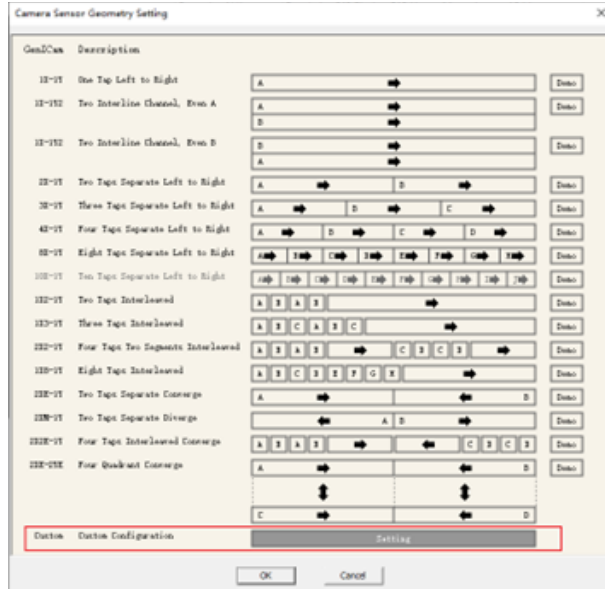 Camera Sensor Geometry Setting
GenICam Description
1X-1Y One Tap Left to Right A Demo
1X-1Y2 Two Interline Channel, Even A A Demo
B
1X-1Y2 Two Interline Channel, Even B B Demo
A
2X-1Y Two Taps Separate Left to Right A B Demo
3X-1Y Three Taps Separate Left to Right A B C Demo
4X-1Y Four Taps Separate Left to Right A B C D Demo
8X-1Y Eight Taps Separate Left to Right A B C D E F G H Demo
10X-1Y Ten Taps Separate Left to Right A B C D E F G H I J Demo
1X2-1Y Two Taps Interleaved A B A B Demo
1X3-1Y Three Taps Interleaved A B C A B C Demo
2X2-1Y Four Taps Two Segments Interleaved A B A B C D C D Demo
1X8-1Y Eight Taps Interleaved A B C D E F G H Demo
2XE-1Y Two Taps Separate Converge A B Demo
2XM-1Y Two Taps Separate Diverge A B Demo
2X2E-1Y Four Taps Interleaved Converge A B A B C D C D Demo
2XE-2YE Four Quadrant Converge A B Demo
C D
Custom Custom Configuration Setting
OK Cancel